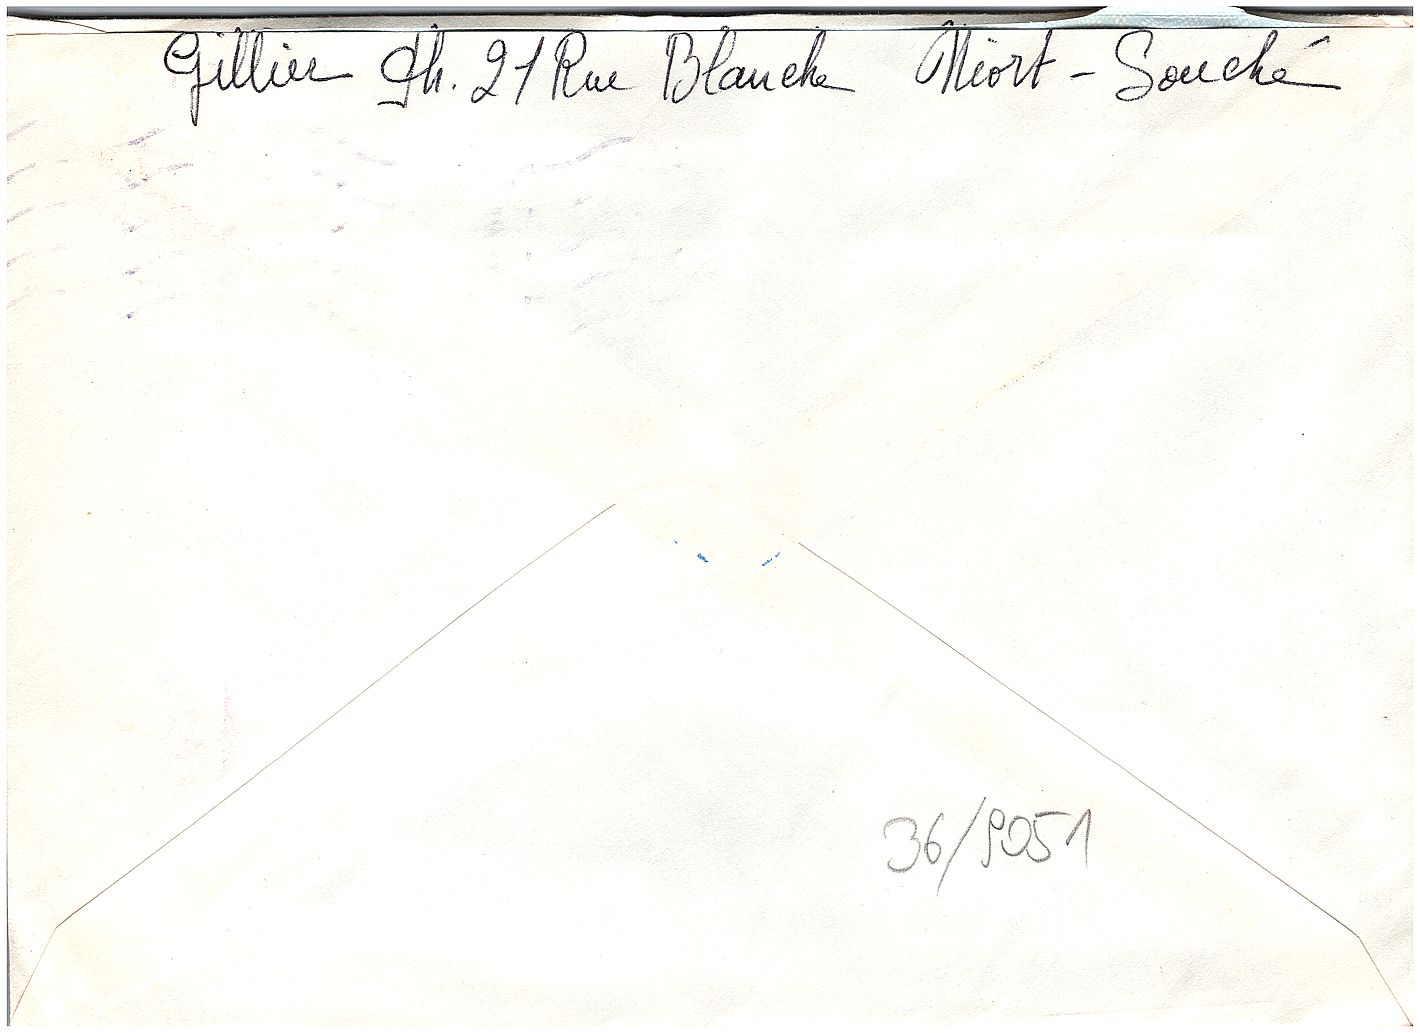 Gillier Ph. 21 Rue Blanche Niort - Souché
36/9051